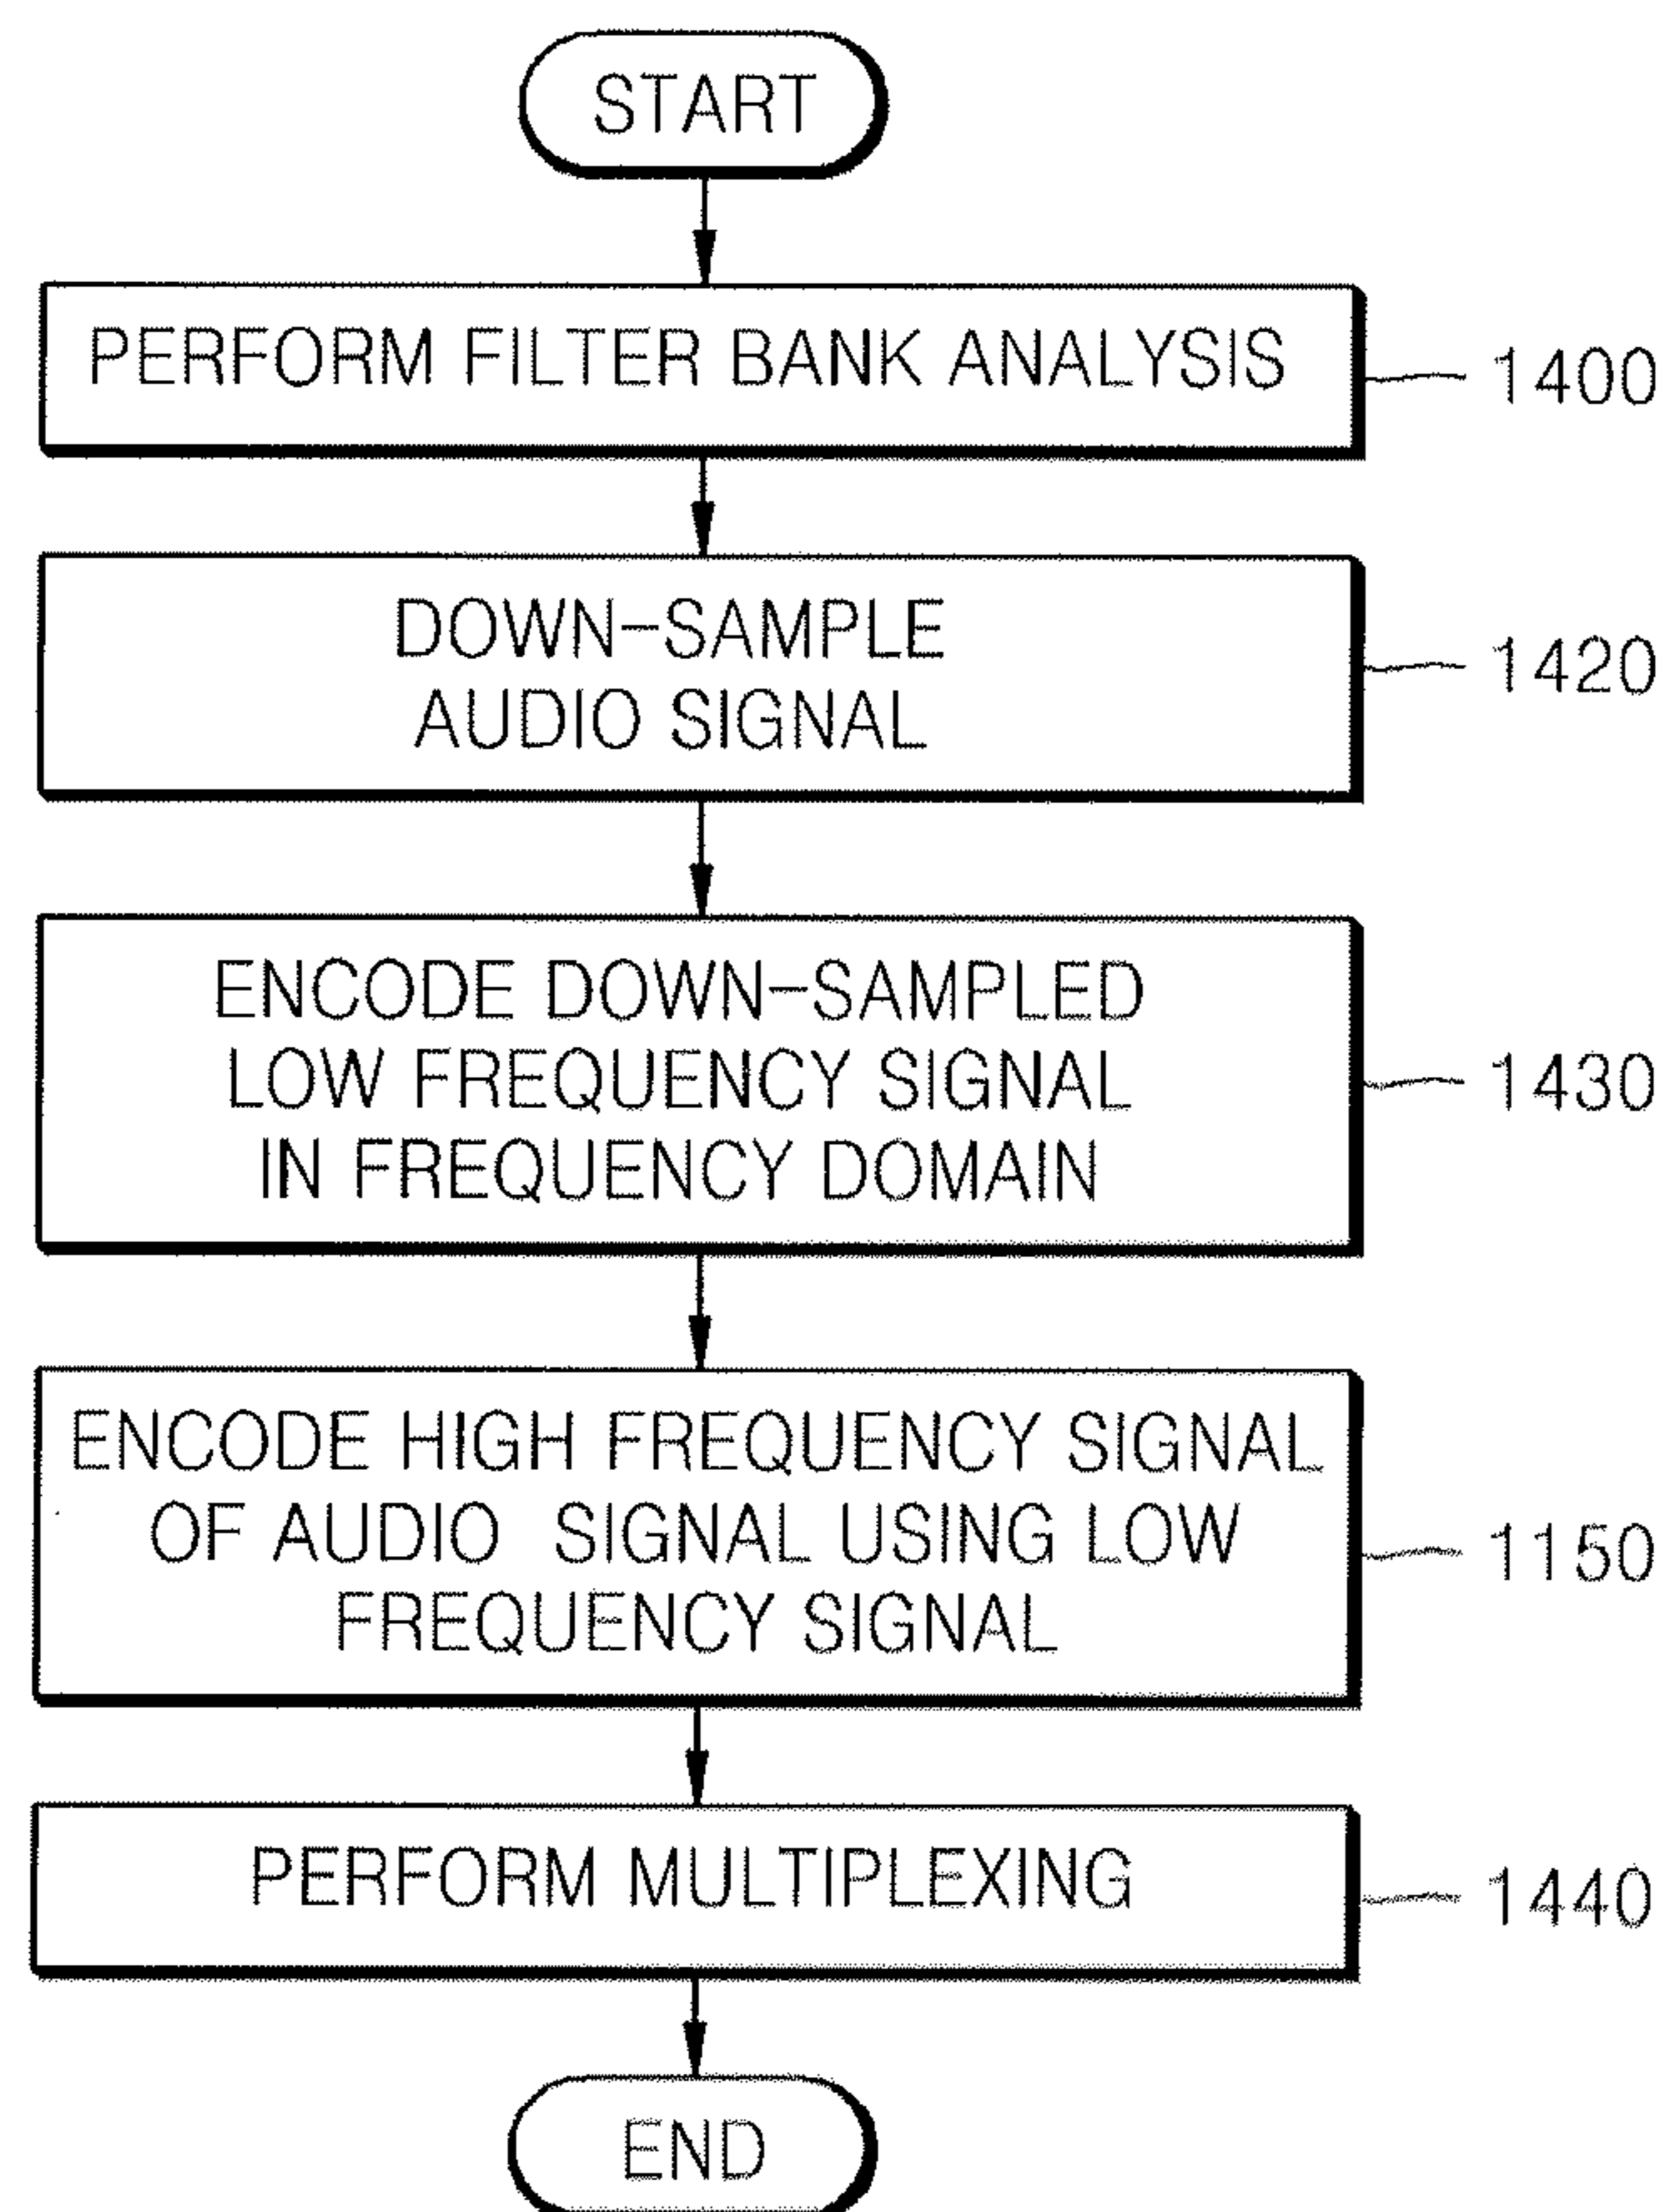 START
PERFORM FILTER BANK ANALYSIS
1400
DOWN-SAMPLE
AUDIO SIGNAL
1420
ENCODE DOWN-SAMPLED
LOW FREQUENCY SIGNAL
IN FREQUENCY DOMAIN
1430
ENCODE HIGH FREQUENCY SIGNAL
OF AUDIO SIGNAL USING LOW
FREQUENCY SIGNAL
1150
PERFORM MULTIPLEXING
1440
END